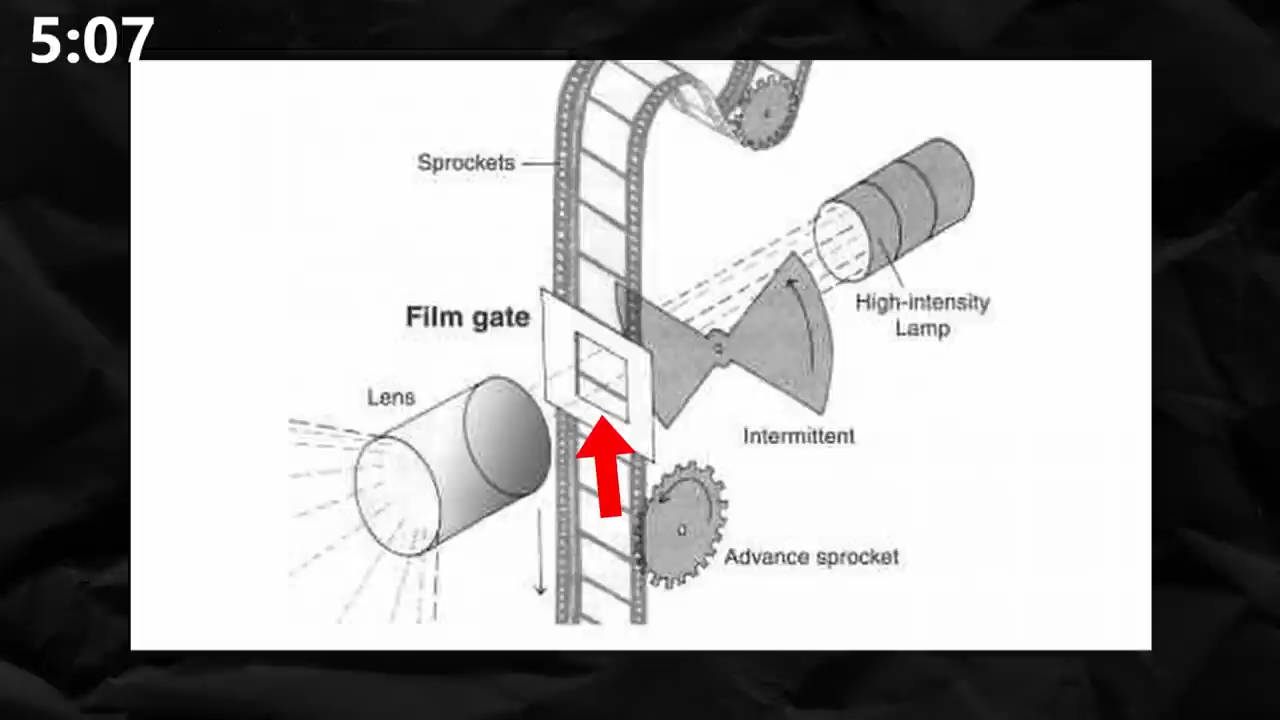 5:07
Sprockets
High-intensity
Lamp
Film gate
Lens
Intermittent
Advance sprocket